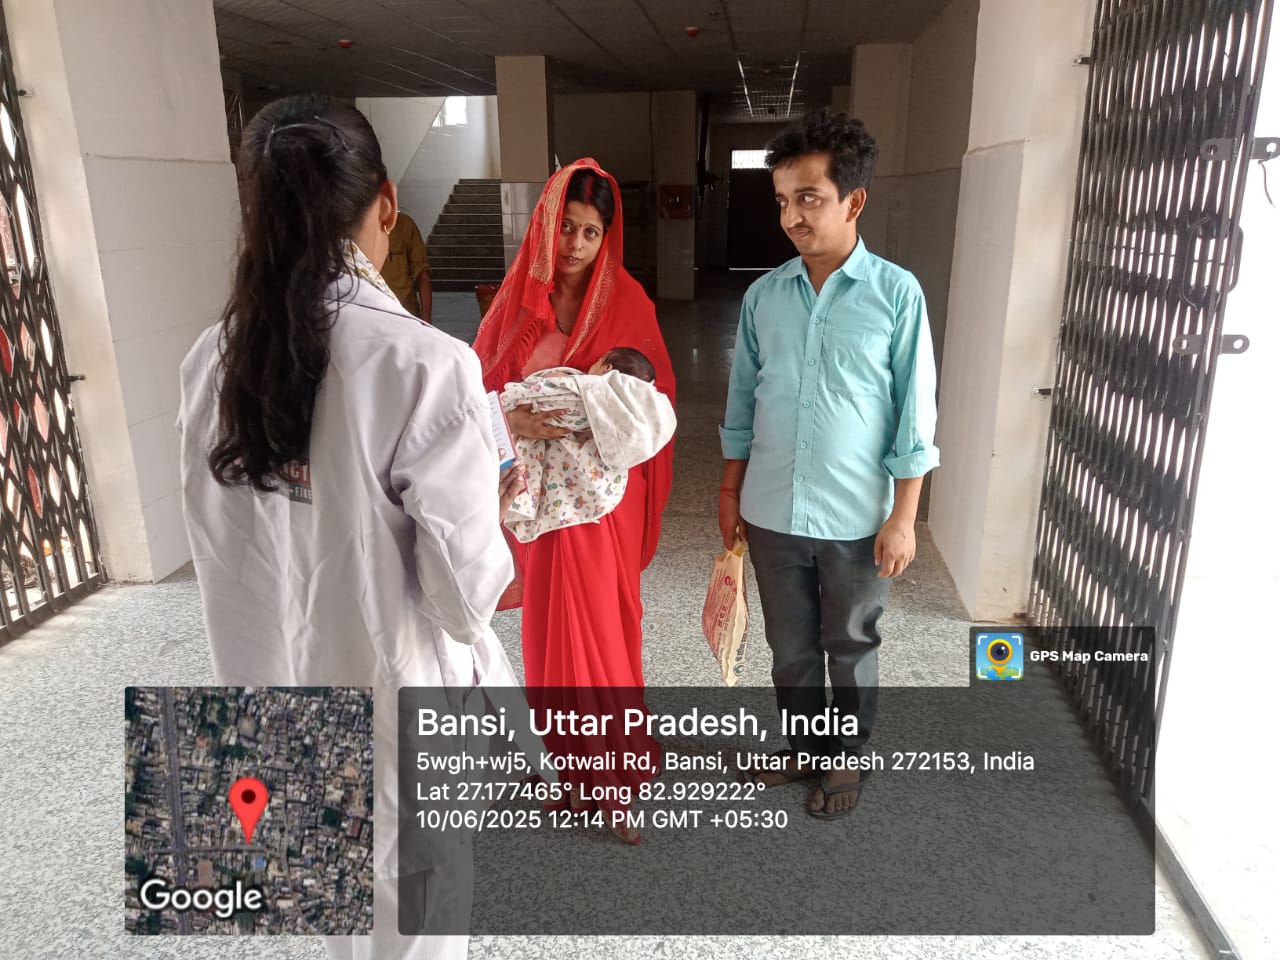 GPS Map Camera
Bansi, Uttar Pradesh, India
5wgh+wj5, Kotwali Rd, Bansi, Uttar Pradesh 272153, India
Lat 27.177465° Long 82.929222°
10/06/2025 12:14 PM GMT +05:30
Google